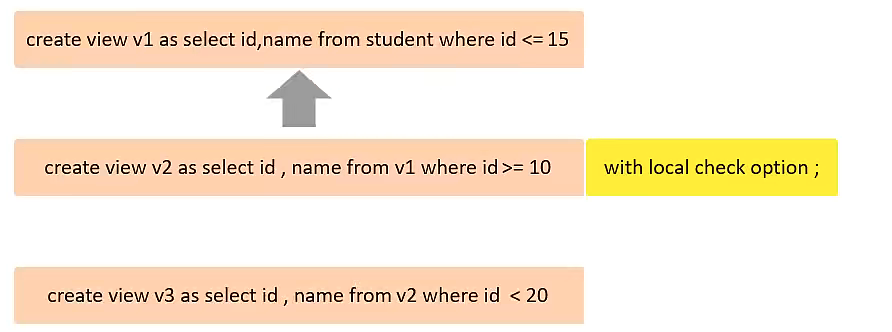 create view v1 as select id,name from student where id <= 15
create view v2 as select id , name from v1 where id >= 10 with local check option ;
create view v3 as select id , name from v2 where id < 20